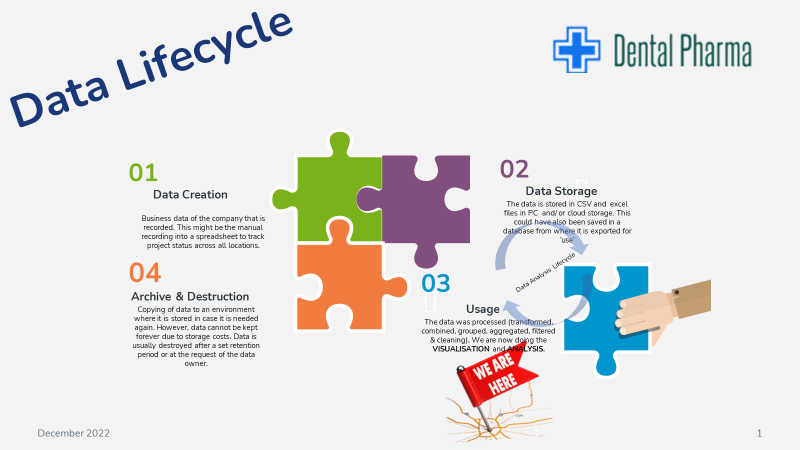 Data Lifecycle
Dental Pharma
01
Data Creation
Business data of the company that is
recorded. This might be the manual
recording into a spreadsheet to track
project status across all locations.
02
Data Storage
The data is stored in CSV and excel
files in PC and/ or cloud storage. This
could have also been saved in a
database from where it is exported for
use
Data Analysis Lifecycle
03
Usage
The data was processed (transformed,
combined, grouped, aggregated, filtered
& cleaning). We are now doing the
VISUALISATION and ANALYSIS.
WE ARE
HERE
04
Archive & Destruction
Copying of data to an environment
where it is stored in case it is needed
again. However, data cannot be kept
forever due to storage costs. Data is
usually destroyed after a set retention
period or at the request of the data
owner.
December 2022
1